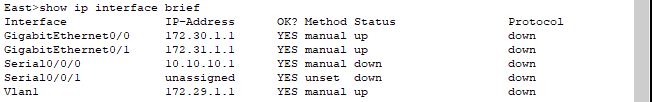 East>show ip interface brief
Interface              IP-Address      OK? Method Status                Protocol
GigabitEthernet0/0     172.30.1.1      YES manual up                    down
GigabitEthernet0/1     172.31.1.1      YES manual up                    down
Serial0/0/0            10.10.10.1      YES manual down                  down
Serial0/0/1            unassigned      YES unset  down                  down
Vlan1                  172.29.1.1      YES manual up                    down